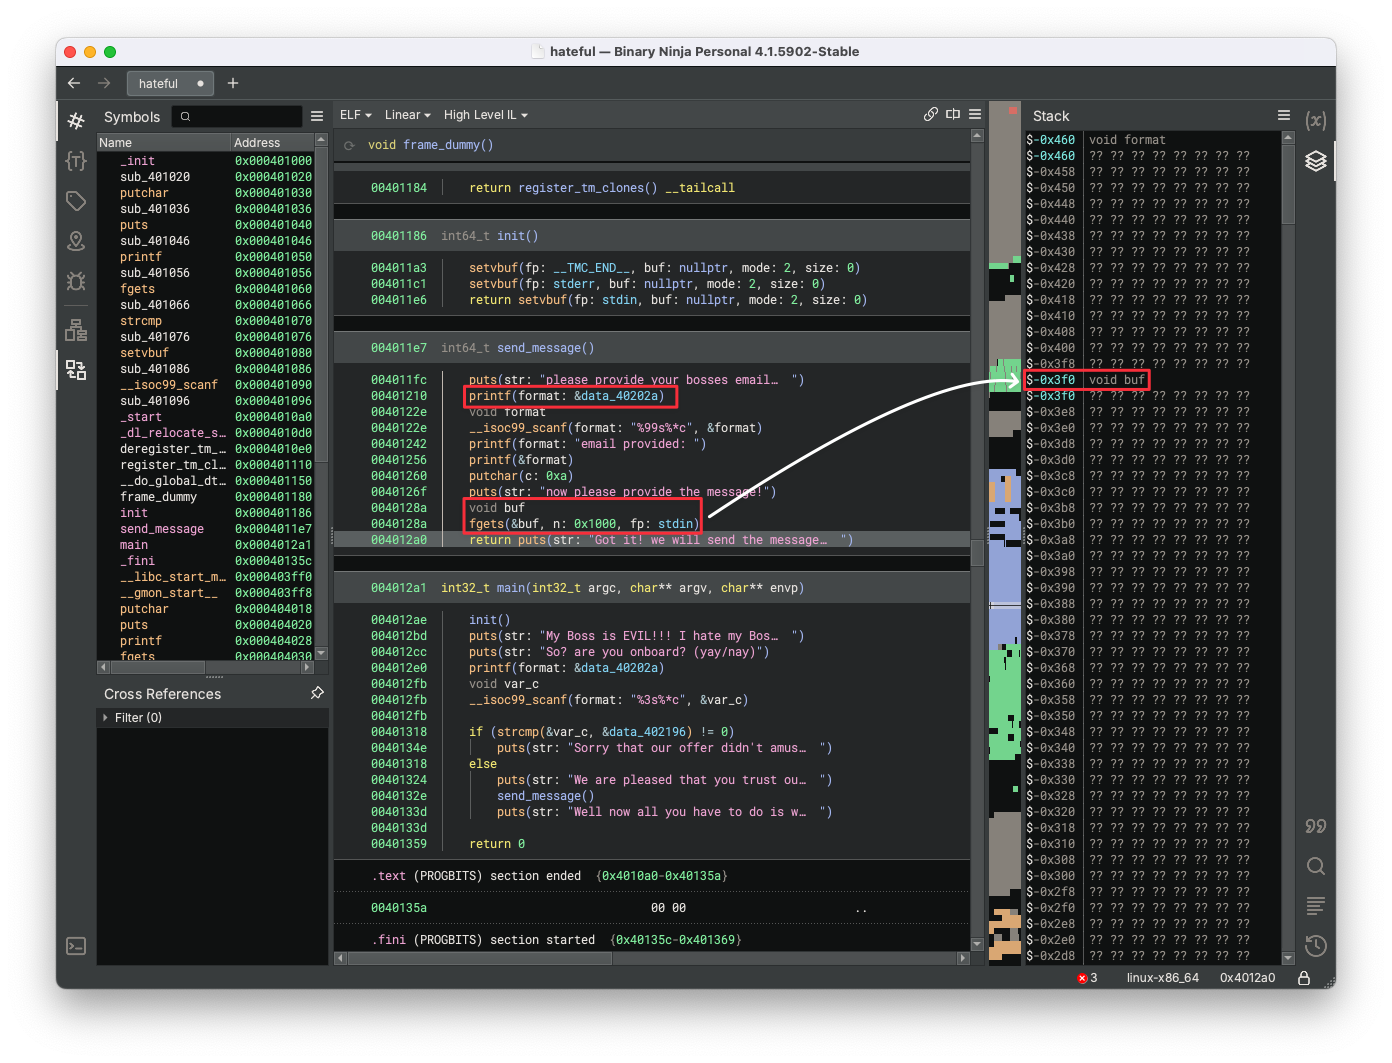 hateful — Binary Ninja Personal 4.1.5902-Stable
hateful
Symbols
Name Address
_init 0x000401000
sub_401020 0x000401020
putchar 0x000401030
sub_401036 0x000401036
puts 0x000401040
sub_401046 0x000401046
printf 0x000401050
sub_401056 0x000401056
fgets 0x000401060
sub_401066 0x000401066
strcmp 0x000401070
sub_401076 0x000401076
setvbuf 0x000401080
sub_401086 0x000401086
__isoc99_scanf 0x000401090
sub_401096 0x000401096
_start 0x0004010a0
_dl_relocate_s… 0x0004010d0
deregister_tm_… 0x0004010e0
register_tm_cl… 0x000401110
__do_global_dt… 0x000401150
frame_dummy 0x000401180
init 0x000401186
send_message 0x0004011e7
main 0x0004012a1
_fini 0x00040135c
__libc_start_m… 0x000403ff0
__gmon_start__ 0x000403ff8
putchar 0x000404018
puts 0x000404020
printf 0x000404028
fgets 0x000404030
Cross References
Filter (0)
ELF Linear High Level IL
void frame_dummy()
00401184 return register_tm_clones() __tailcall
00401186 int64_t init()
004011a3 setvbuf(fp: __TMC_END__, buf: nullptr, mode: 2, size: 0)
004011c1 setvbuf(fp: stderr, buf: nullptr, mode: 2, size: 0)
004011e6 return setvbuf(fp: stdin, buf: nullptr, mode: 2, size: 0)
004011e7 int64_t send_message()
004011fc puts(str: "please provide your bosses email… ")
00401210 printf(format: &data_40202a)
0040122e void format
0040122e __isoc99_scanf(format: "%99s%*c", &format)
00401242 printf(format: "email provided: ")
00401256 printf(&format)
00401260 putchar(c: 0xa)
0040126f puts(str: "now please provide the message!")
0040128a void buf
0040128a fgets(&buf, n: 0x1000, fp: stdin)
004012a0 return puts(str: "Got it! we will send the message… ")
004012a1 int32_t main(int32_t argc, char** argv, char** envp)
004012ae init()
004012bd puts(str: "My Boss is EVIL!!! I hate my Bos… ")
004012cc puts(str: "So? are you onboard? (yay/nay)")
004012e0 printf(format: &data_40202a)
004012fb void var_c
004012fb __isoc99_scanf(format: "%3s%*c", &var_c)
004012fb
00401318 if (strcmp(&var_c, &data_402196) != 0)
0040134e puts(str: "Sorry that our offer didn't amus… ")
00401318 else
00401324 puts(str: "We are pleased that you trust ou… ")
0040132e send_message()
0040133d puts(str: "Well now all you have to do is w… ")
0040133d
00401359 return 0
.text (PROGBITS) section ended {0x4010a0-0x40135a}
0040135a 00 00 ..
.fini (PROGBITS) section started {0x40135c-0x401369}
Stack
$-0x460 void format
$-0x460 ?? ?? ?? ?? ?? ?? ?? ??
$-0x458 ?? ?? ?? ?? ?? ?? ?? ??
$-0x450 ?? ?? ?? ?? ?? ?? ?? ??
$-0x448 ?? ?? ?? ?? ?? ?? ?? ??
$-0x440 ?? ?? ?? ?? ?? ?? ?? ??
$-0x438 ?? ?? ?? ?? ?? ?? ?? ??
$-0x430 ?? ?? ?? ?? ?? ?? ?? ??
$-0x428 ?? ?? ?? ?? ?? ?? ?? ??
$-0x420 ?? ?? ?? ?? ?? ?? ?? ??
$-0x418 ?? ?? ?? ?? ?? ?? ?? ??
$-0x410 ?? ?? ?? ?? ?? ?? ?? ??
$-0x408 ?? ?? ?? ?? ?? ?? ?? ??
$-0x400 ?? ?? ?? ?? ?? ?? ?? ??
$-0x3f8 ?? ?? ?? ?? ?? ?? ?? ??
$-0x3f0 void buf
$-0x3f0 ?? ?? ?? ?? ?? ?? ?? ??
$-0x3e8 ?? ?? ?? ?? ?? ?? ?? ??
$-0x3e0 ?? ?? ?? ?? ?? ?? ?? ??
$-0x3d8 ?? ?? ?? ?? ?? ?? ?? ??
$-0x3d0 ?? ?? ?? ?? ?? ?? ?? ??
$-0x3c8 ?? ?? ?? ?? ?? ?? ?? ??
$-0x3c0 ?? ?? ?? ?? ?? ?? ?? ??
$-0x3b8 ?? ?? ?? ?? ?? ?? ?? ??
$-0x3b0 ?? ?? ?? ?? ?? ?? ?? ??
$-0x3a8 ?? ?? ?? ?? ?? ?? ?? ??
$-0x3a0 ?? ?? ?? ?? ?? ?? ?? ??
$-0x398 ?? ?? ?? ?? ?? ?? ?? ??
$-0x390 ?? ?? ?? ?? ?? ?? ?? ??
$-0x388 ?? ?? ?? ?? ?? ?? ?? ??
$-0x380 ?? ?? ?? ?? ?? ?? ?? ??
$-0x378 ?? ?? ?? ?? ?? ?? ?? ??
$-0x370 ?? ?? ?? ?? ?? ?? ?? ??
$-0x368 ?? ?? ?? ?? ?? ?? ?? ??
$-0x360 ?? ?? ?? ?? ?? ?? ?? ??
$-0x358 ?? ?? ?? ?? ?? ?? ?? ??
$-0x350 ?? ?? ?? ?? ?? ?? ?? ??
$-0x348 ?? ?? ?? ?? ?? ?? ?? ??
$-0x340 ?? ?? ?? ?? ?? ?? ?? ??
$-0x338 ?? ?? ?? ?? ?? ?? ?? ??
$-0x330 ?? ?? ?? ?? ?? ?? ?? ??
$-0x328 ?? ?? ?? ?? ?? ?? ?? ??
$-0x320 ?? ?? ?? ?? ?? ?? ?? ??
$-0x318 ?? ?? ?? ?? ?? ?? ?? ??
$-0x310 ?? ?? ?? ?? ?? ?? ?? ??
$-0x308 ?? ?? ?? ?? ?? ?? ?? ??
$-0x300 ?? ?? ?? ?? ?? ?? ?? ??
$-0x2f8 ?? ?? ?? ?? ?? ?? ?? ??
$-0x2f0 ?? ?? ?? ?? ?? ?? ?? ??
$-0x2e8 ?? ?? ?? ?? ?? ?? ?? ??
$-0x2e0 ?? ?? ?? ?? ?? ?? ?? ??
$-0x2d8 ?? ?? ?? ?? ?? ?? ?? ??
3 linux-x86_64 0x4012a0